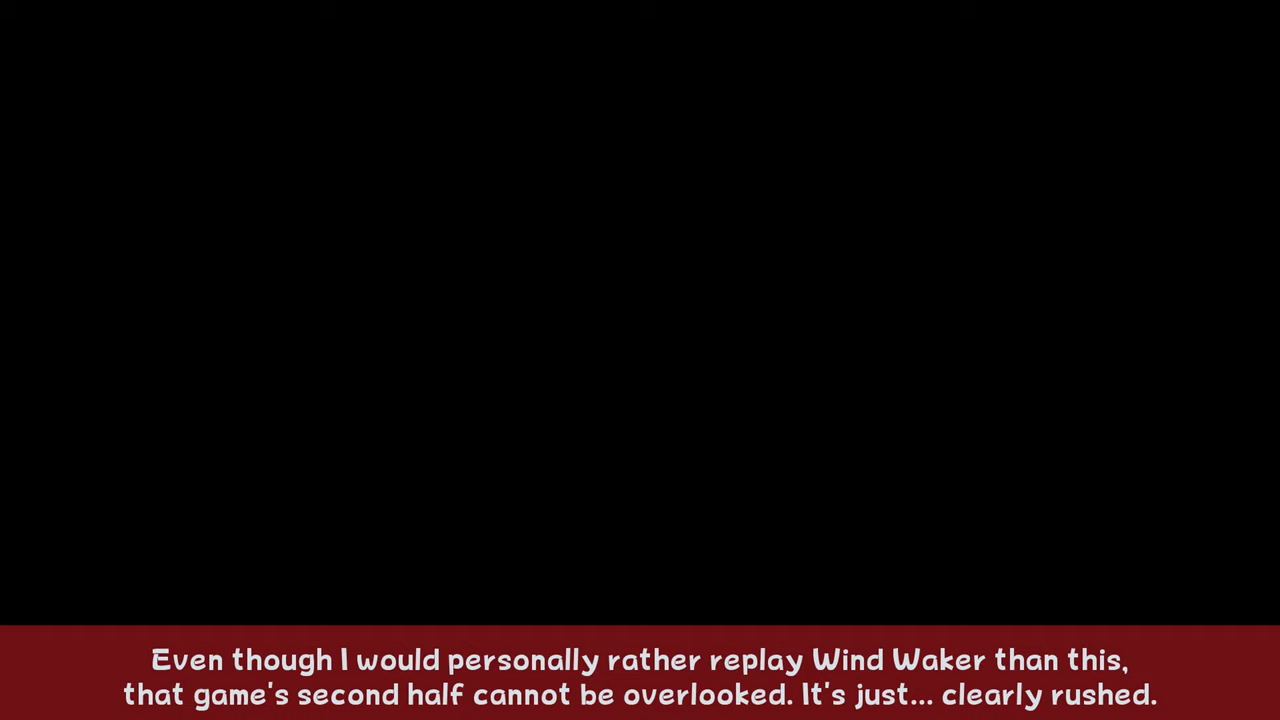 Even though I would personally rather replay Wind Waker than this,
that game's second half cannot be overlooked. It's just... clearly rushed.